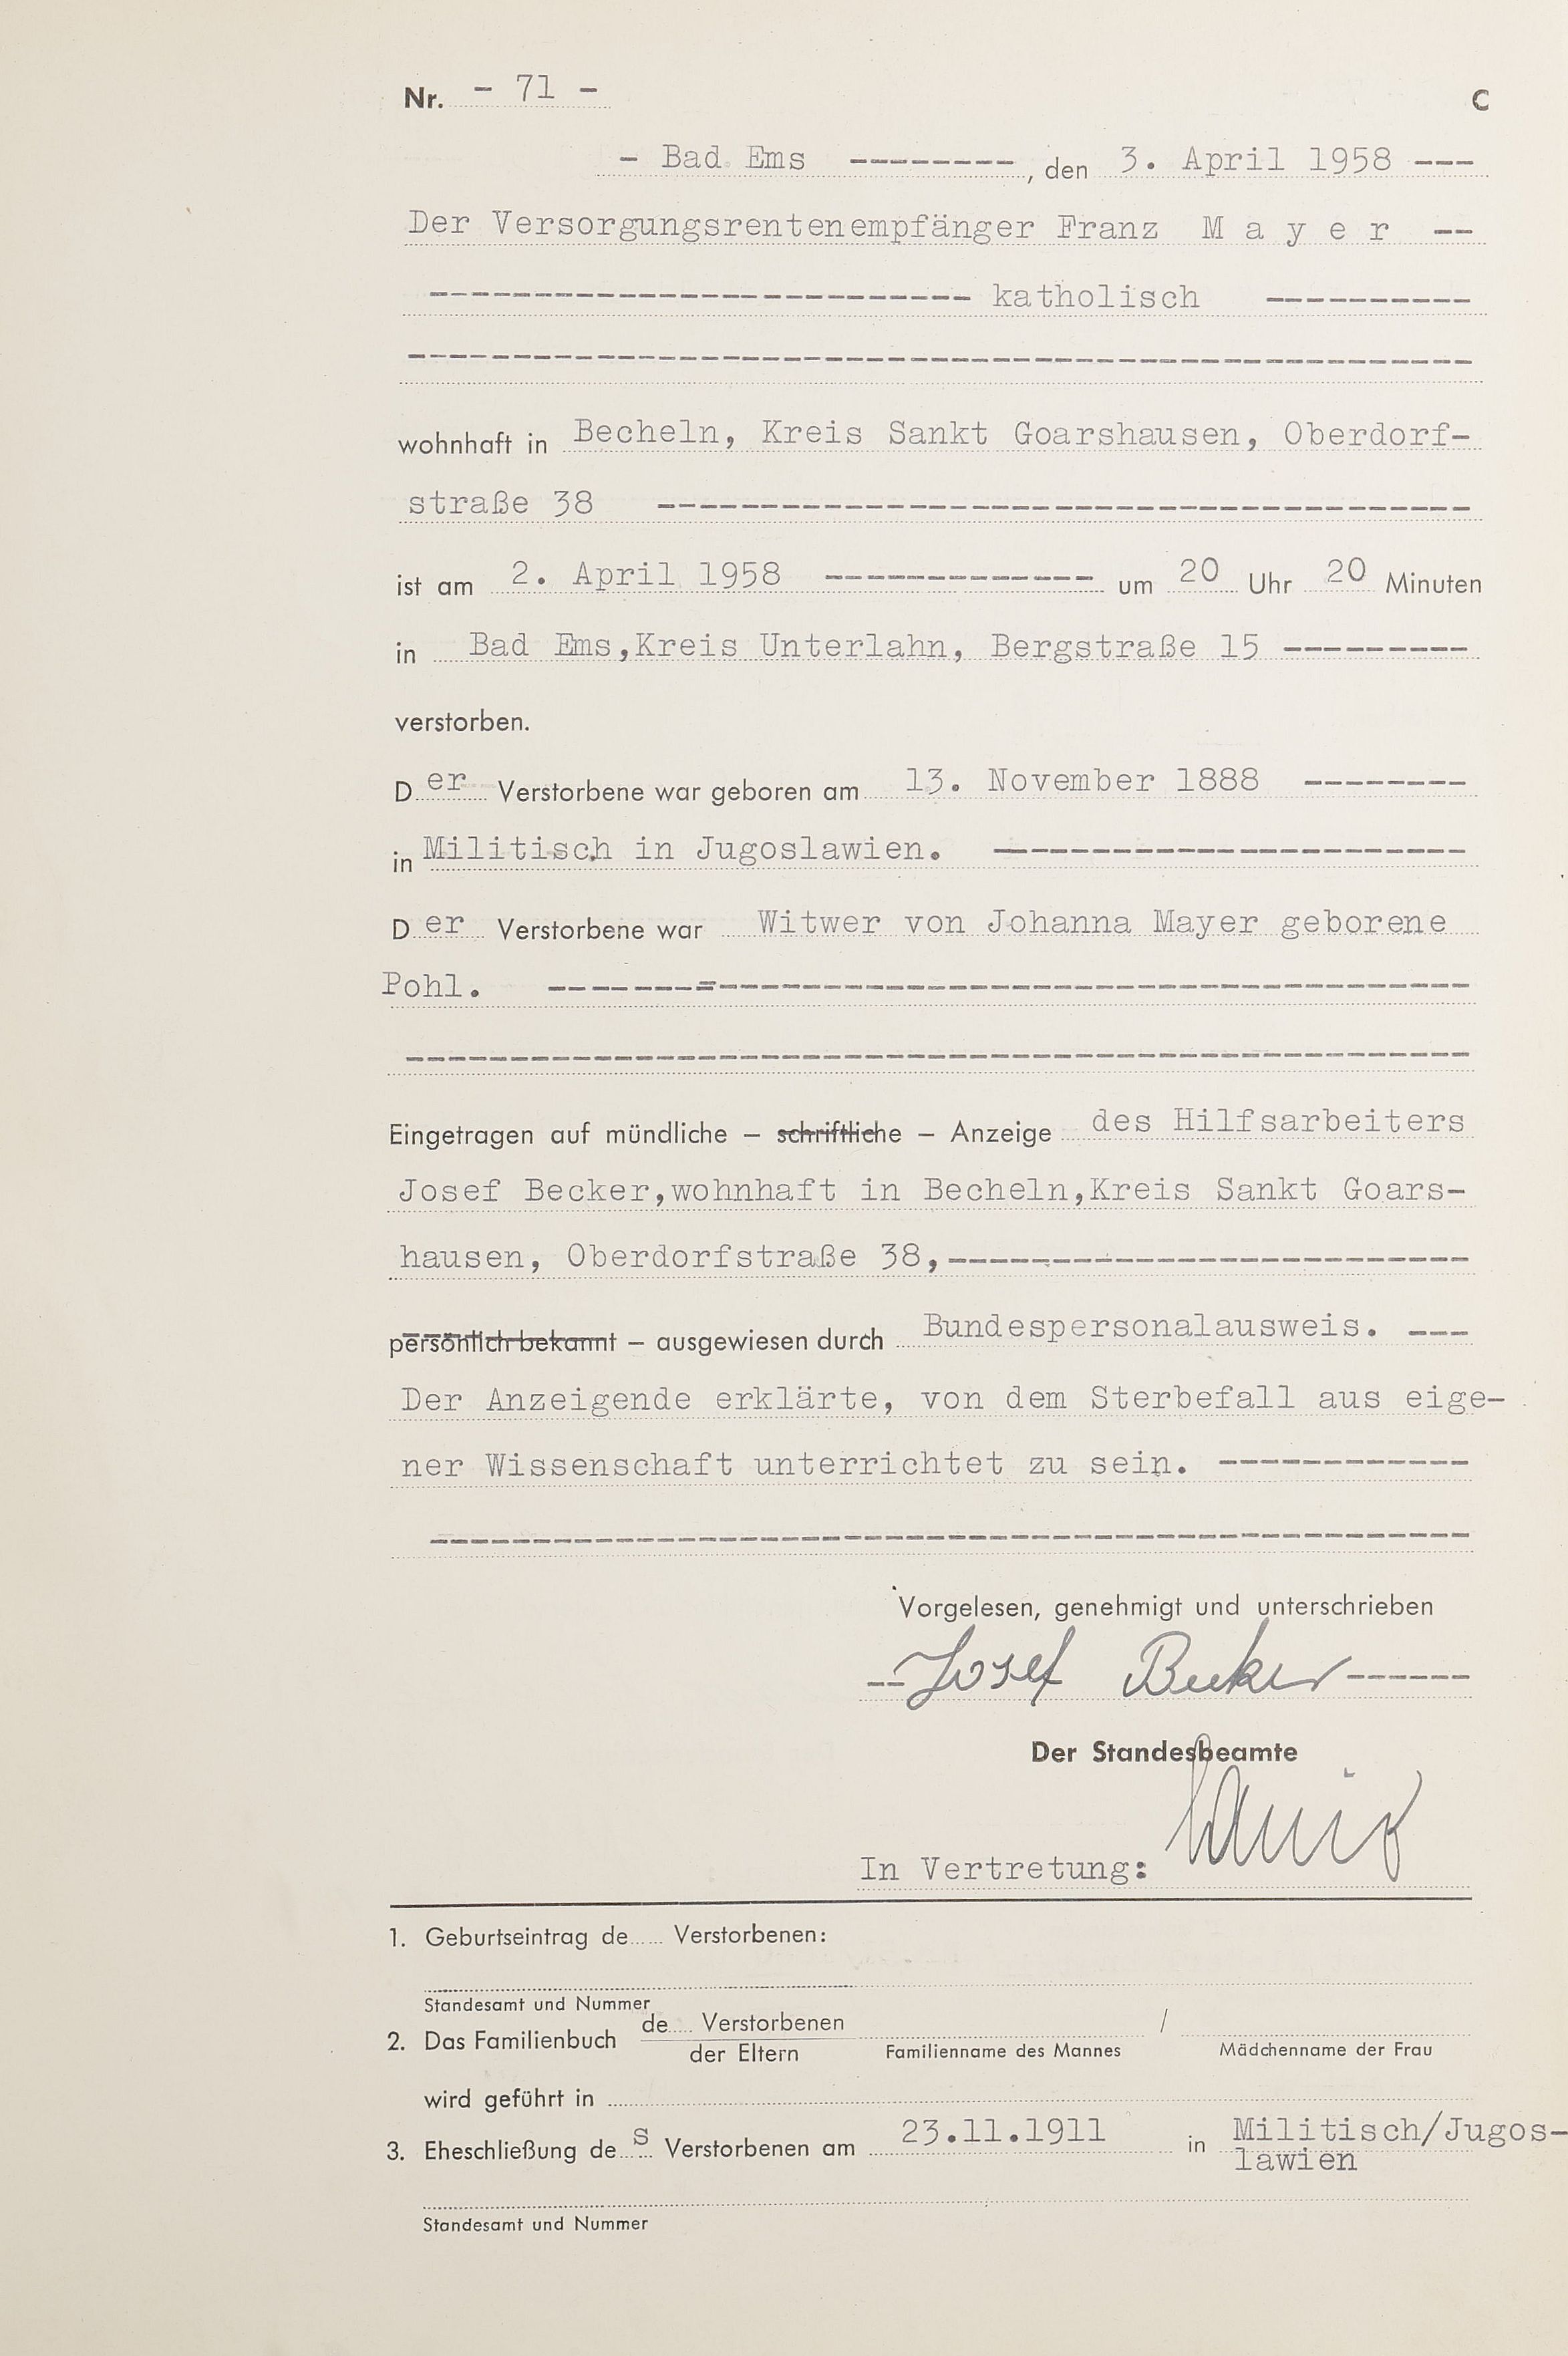 Nr. - 71 - C
- Bad Ems --------, den 3. April 1958 ---
Der Versorgungsrentenempfänger Franz M a y e r --
-------------------------- katholisch ----------
---------------------------------------------------
wohnhaft in Becheln, Kreis Sankt Goarshausen, Oberdorf-
straße 38 ---------------------------------------
ist am 2. April 1958 ------------- um 20 Uhr 20 Minuten
in Bad Ems,Kreis Unterlahn, Bergstraße 15 ---------
verstorben.
Der Verstorbene war geboren am 13. November 1888 --------
in Militisch in Jugoslawien. -----------------------
Der Verstorbene war Witwer von Johanna Mayer geborene
Pohl. --------------------------------------------
---------------------------------------------------
Eingetragen auf mündliche – schriftliche – Anzeige des Hilfsarbeiters
Josef Becker,wohnhaft in Becheln,Kreis Sankt Goars-
hausen, Oberdorfstraße 38,-------------------------
persönlich bekannt – ausgewiesen durch Bundespersonalausweis. ---
Der Anzeigende erklärte, von dem Sterbefall aus eige-
ner Wissenschaft unterrichtet zu sein. ------------
--------------------------------------------------
Vorgelesen, genehmigt und unterschrieben
--Josef Becker------
Der Standesbeamte
In Vertretung:
1. Geburtseintrag de..... Verstorbenen:
Standesamt und Nummer
2. Das Familienbuch de.... Verstorbenen /
der Eltern Familienname des Mannes Mädchenname der Frau
wird geführt in
3. Eheschließung des Verstorbenen am 23.11.1911 in Militisch/Jugos-
lawien
Standesamt und Nummer